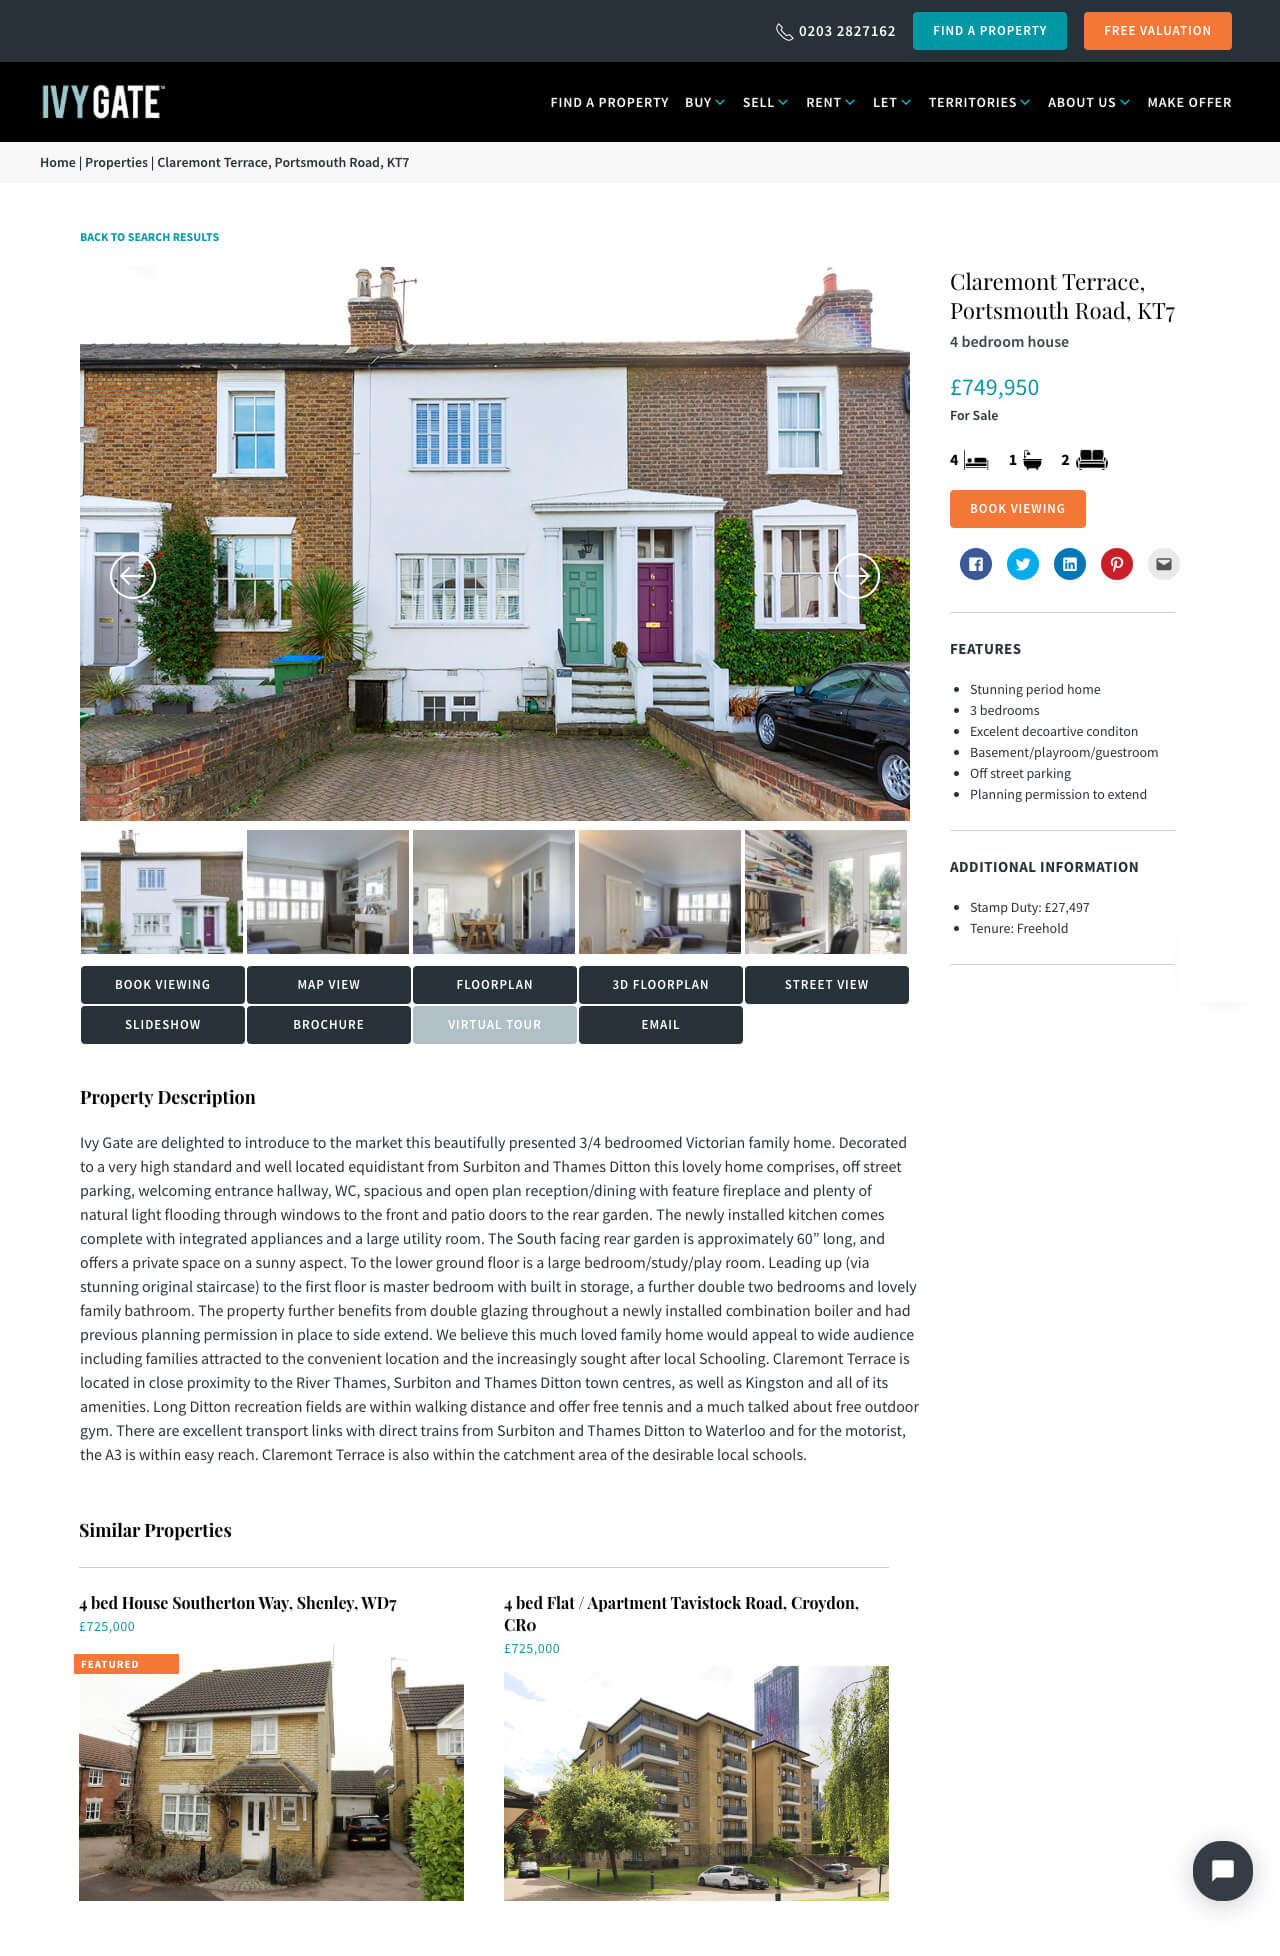 0203 2827162
FIND A PROPERTY
FREE VALUATION
IVY GATE
FIND A PROPERTY BUY SELL RENT LET TERRITORIES ABOUT US MAKE OFFER
Home | Properties | Claremont Terrace, Portsmouth Road, KT7
BACK TO SEARCH RESULTS
Claremont Terrace,
Portsmouth Road, KT7
4 bedroom house
£749,950
For Sale
4 1 2
BOOK VIEWING
FEATURES
Stunning period home
3 bedrooms
Excelent decoartive conditon
Basement/playroom/guestroom
Off street parking
Planning permission to extend
ADDITIONAL INFORMATION
Stamp Duty: £27,497
Tenure: Freehold
6
BOOK VIEWING MAP VIEW FLOORPLAN 3D FLOORPLAN STREET VIEW
SLIDESHOW BROCHURE VIRTUAL TOUR EMAIL
Property Description
Ivy Gate are delighted to introduce to the market this beautifully presented 3/4 bedroomed Victorian family home. Decorated
to a very high standard and well located equidistant from Surbiton and Thames Ditton this lovely home comprises, off street
parking, welcoming entrance hallway, WC, spacious and open plan reception/dining with feature fireplace and plenty of
natural light flooding through windows to the front and patio doors to the rear garden. The newly installed kitchen comes
complete with integrated appliances and a large utility room. The South facing rear garden is approximately 60” long, and
offers a private space on a sunny aspect. To the lower ground floor is a large bedroom/study/play room. Leading up (via
stunning original staircase) to the first floor is master bedroom with built in storage, a further double two bedrooms and lovely
family bathroom. The property further benefits from double glazing throughout a newly installed combination boiler and had
previous planning permission in place to side extend. We believe this much loved family home would appeal to wide audience
including families attracted to the convenient location and the increasingly sought after local Schooling. Claremont Terrace is
located in close proximity to the River Thames, Surbiton and Thames Ditton town centres, as well as Kingston and all of its
amenities. Long Ditton recreation fields are within walking distance and offer free tennis and a much talked about free outdoor
gym. There are excellent transport links with direct trains from Surbiton and Thames Ditton to Waterloo and for the motorist,
the A3 is within easy reach. Claremont Terrace is also within the catchment area of the desirable local schools.
Similar Properties
4 bed House Southerton Way, Shenley, WD7
£725,000
FEATURED
4 bed Flat / Apartment Tavistock Road, Croydon,
CR0
£725,000